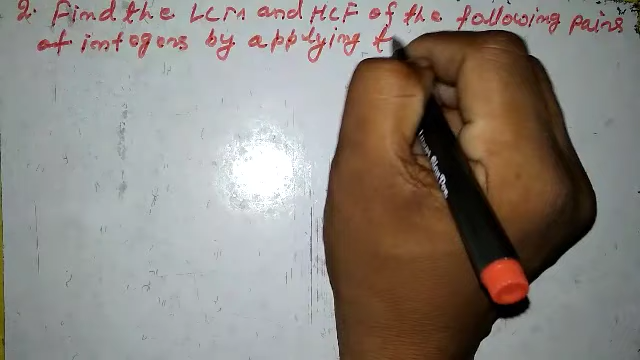 2. Find the LCM and HCF of the following pairs
of integers by applying t